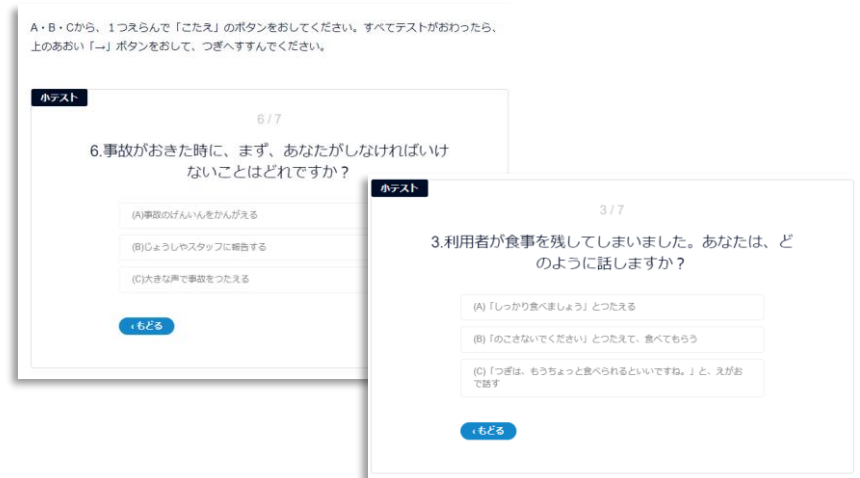 A・B・Cから、１つえらんで「こたえ」のボタンをおしてください。すべてテストがおわったら、
上のあおい「→」ボタンをおして、つぎへすすんでください。
小テスト
6 / 7
6.事故がおきた時に、まず、あなたがしなければいけ
ないことはどれですか？
(A)事故のげんいんをかんがえる
(B)じょうしやスタッフに報告する
(C)大きな声で事故をつたえる
‹もどる
小テスト
3 / 7
3.利用者が食事を残してしまいました。あなたは、ど
のように話しますか？
(A)「しっかり食べましょう」とつたえる
(B)「のこさないでください」とつたえて、食べてもらう
(C)「つぎは、もうちょっと食べられるといいですね。」と、えがお
で話す
‹もどる